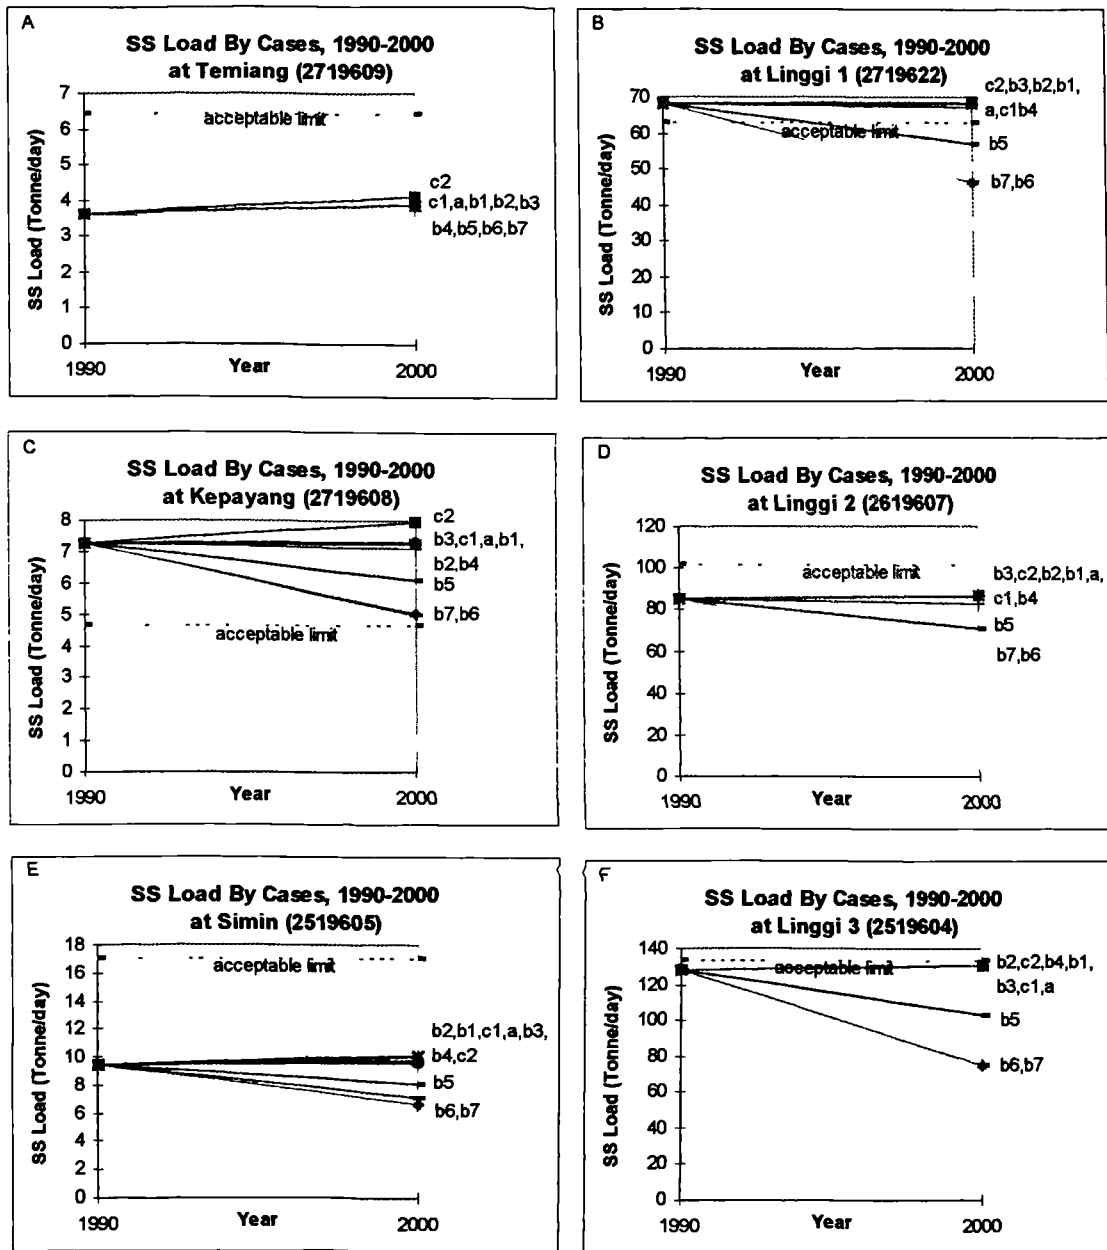 A
SS Load By Cases, 1990-2000
at Temiang (2719609)
SS Load (Tonne/day)
7
6
5
4
3
2
1
0
acceptable limit
c2
c1,a,b1,b2,b3
b4,b5,b6,b7
1990
Year
2000
B
SS Load By Cases, 1990-2000
at Linggi 1 (2719622)
SS Load (Tonne/day)
70
60
50
40
30
20
10
0
acceptable limit
c2,b3,b2,b1,
a,c1b4
b5
b7,b6
1990
Year
2000
C
SS Load By Cases, 1990-2000
at Kepayang (2719608)
SS Load (Tonne/day)
8
7
6
5
4
3
2
1
0
c2
b3,c1,a,b1,
b2,b4
b5
b7,b6
acceptable limit
1990
Year
2000
D
SS Load By Cases, 1990-2000
at Linggi 2 (2619607)
SS Load (Tonne/day)
120
100
80
60
40
20
0
acceptable limit
b3,c2,b2,b1,a,
c1,b4
b5
b7,b6
1990
Year
2000
E
SS Load By Cases, 1990-2000
at Simin (2519605)
SS Load (Tonne/day)
18
16
14
12
10
8
6
4
2
0
acceptable limit
b2,b1,c1,a,b3,
b4,c2
b5
b6,b7
1990
Year
2000
F
SS Load By Cases, 1990-2000
at Linggi 3 (2519604)
SS Load (Tonne/day)
140
120
100
80
60
40
20
0
acceptable limit
b2,c2,b4,b1,
b3,c1,a
b5
b6,b7
1990
Year
2000